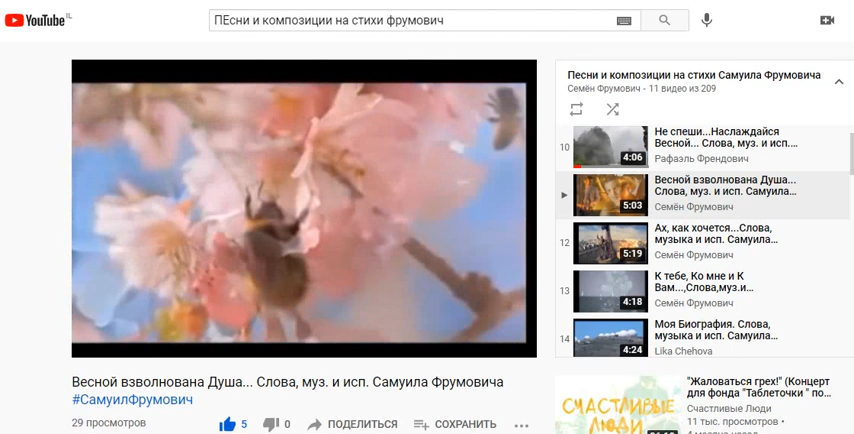 YouTube IL
ПЕсни и композиции на стихи фрумович
Песни и композиции на стихи Самуила Фрумовича
Семён Фрумович - 11 видео из 209
10
Не спеши...Наслаждайся
Весной... Слова, муз. и исп....
Рафаэль Френдович
4:06
Весной взволнована Душа...
Слова, муз. и исп. Самуила...
Семён Фрумович
5:03
12
Ах, как хочется...Слова,
музыка и исп. Самуила...
Семён Фрумович
5:19
13
К тебе, Ко мне и К
Вам...,Слова,муз.и...
Семён Фрумович
4:18
14
Моя Биография. Слова,
музыка и исп. Самуила...
Lika Chehova
4:24
Весной взволнована Душа... Слова, муз. и исп. Самуила Фрумовича
#СамуилФрумович
29 просмотров
5
0
ПОДЕЛИТЬСЯ
СОХРАНИТЬ
СЧАСТЛИВЫЕ
ЛЮДИ
"Жаловаться грех!" (Концерт
для фонда "Таблеточки " по...
Счастливые Люди
11 тыс. просмотров •
4 месяца назад